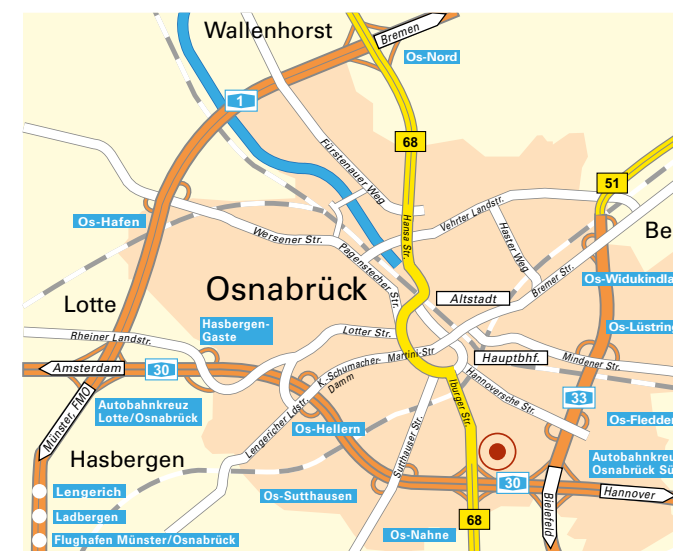 Wallenhorst
Bremen
Os-Nord
1
68
Fürstenauer Weg
51
Os-Hafen
Wersener Str.
Pagenstecher Str.
Hansa Str.
Vehrter Landstr.
Haster Weg
Bremer Str.
Be
Os-Widukindla
Osnabrück
Altstadt
Lotte
Rheiner Landstr.
Hasbergen-
Gaste
Lotter Str.
Os-Lüstring
Martini-Str
Hauptbhf.
Mindener Str.
Amsterdam
30
K.-Schumacher-
Damm
Hannoversche Str.
33
Münster, FMO
Autobahnkreuz
Lotte/Osnabrück
Lengericher Ldstr.
Iburger Str.
Os-Hellern
Sutthauser Str.
Os-Fledder
Hasbergen
Autobahnkreu
Osnabrück Sü
Lengerich
Os-Sutthausen
30
Hannover
Ladbergen
68
Bielefeld
Flughafen Münster/Osnabrück
Os-Nahne